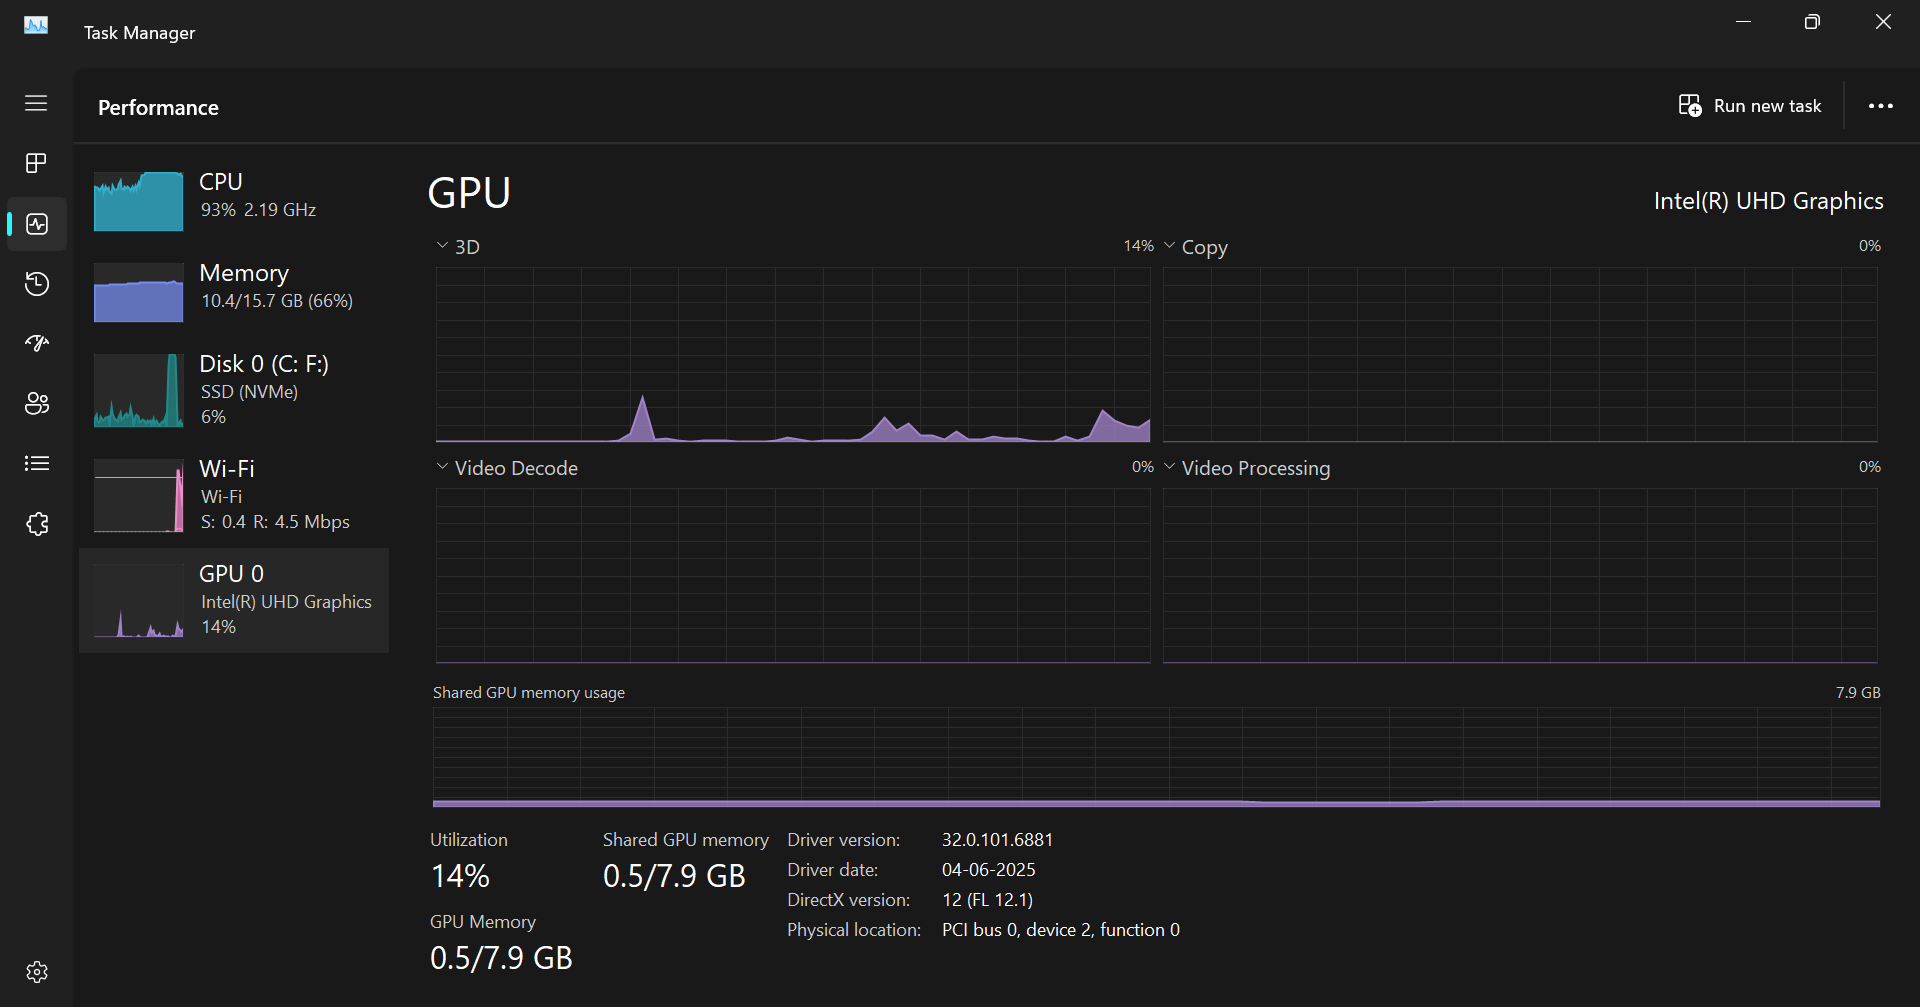 Task Manager
Performance
Run new task
CPU
93% 2.19 GHz
Memory
10.4/15.7 GB (66%)
Disk 0 (C: F:)
SSD (NVMe)
6%
Wi-Fi
Wi-Fi
S: 0.4 R: 4.5 Mbps
GPU 0
Intel(R) UHD Graphics
14%
GPU
Intel(R) UHD Graphics
3D 14%
Copy 0%
Video Decode 0%
Video Processing 0%
Shared GPU memory usage 7.9 GB
Utilization
14%
Shared GPU memory
0.5/7.9 GB
GPU Memory
0.5/7.9 GB
Driver version: 32.0.101.6881
Driver date: 04-06-2025
DirectX version: 12 (FL 12.1)
Physical location: PCI bus 0, device 2, function 0